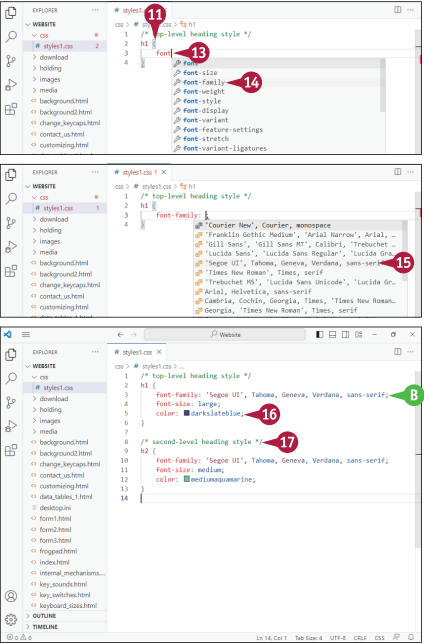 EXPLORER ··· # styles1.css
WEBSITE css > # styles1.css > h1
css 1 /* top-level heading style */
# styles1.css 2 2 h1 {
download 3 font
holding 4 }
images
media
background.html
background2.html
change_keycaps.html
contact_us.html
customizing.html
font
font-size
font-family
font-weight
font-style
font-display
font-variant
font-feature-settings
font-stretch
font-variant-ligatures
11
13
14
EXPLORER ··· # styles1.css 1 ×
WEBSITE css > # styles1.css > h1
css 1 /* top-level heading style */
# styles1.css 1 2 h1 {
download 3 font-family: ;
holding 4 }
images
media
background.html
background2.html
change_keycaps.html
contact_us.html
customizing.html
'Courier New', Courier, monospace
'Franklin Gothic Medium', 'Arial Narrow', Arial, …
'Gill Sans', 'Gill Sans MT', Calibri, 'Trebuchet …
'Lucida Sans', 'Lucida Sans Regular', 'Lucida Gra…
'Segoe UI', Tahoma, Geneva, Verdana, sans-serif
'Times New Roman', Times, serif
'Trebuchet MS', 'Lucida Sans Unicode', 'Lucida Gr…
Arial, Helvetica, sans-serif
Cambria, Cochin, Georgia, Times, 'Times New Roman…
Georgia, 'Times New Roman', Times, serif
15
Website
EXPLORER ··· # styles1.css ×
WEBSITE css > # styles1.css > ...
css 1 /* top-level heading style */
# styles1.css 2 h1 {
download 3 font-family: 'Segoe UI', Tahoma, Geneva, Verdana, sans-serif; B
holding 4 font-size: large;
images 5 color: darkslateblue; 16
media 6 }
background.html 7
background2.html 8 /* second-level heading style */ 17
change_keycaps.html 9 h2 {
contact_us.html 10 font-family: 'Segoe UI', Tahoma, Geneva, Verdana, sans-serif;
customizing.html 11 font-size: medium;
data_tables_1.html 12 color: mediumaquamarine;
desktop.ini 13 }
form1.html 14
form2.html
form3.html
frogpad.html
index.html
internal_mechanisms...
key_sounds.html
key_switches.html
keyboard_sizes.html
OUTLINE
TIMELINE
0 0 Ln 14, Col 1 Tab Size: 4 UTF-8 CRLF CSS